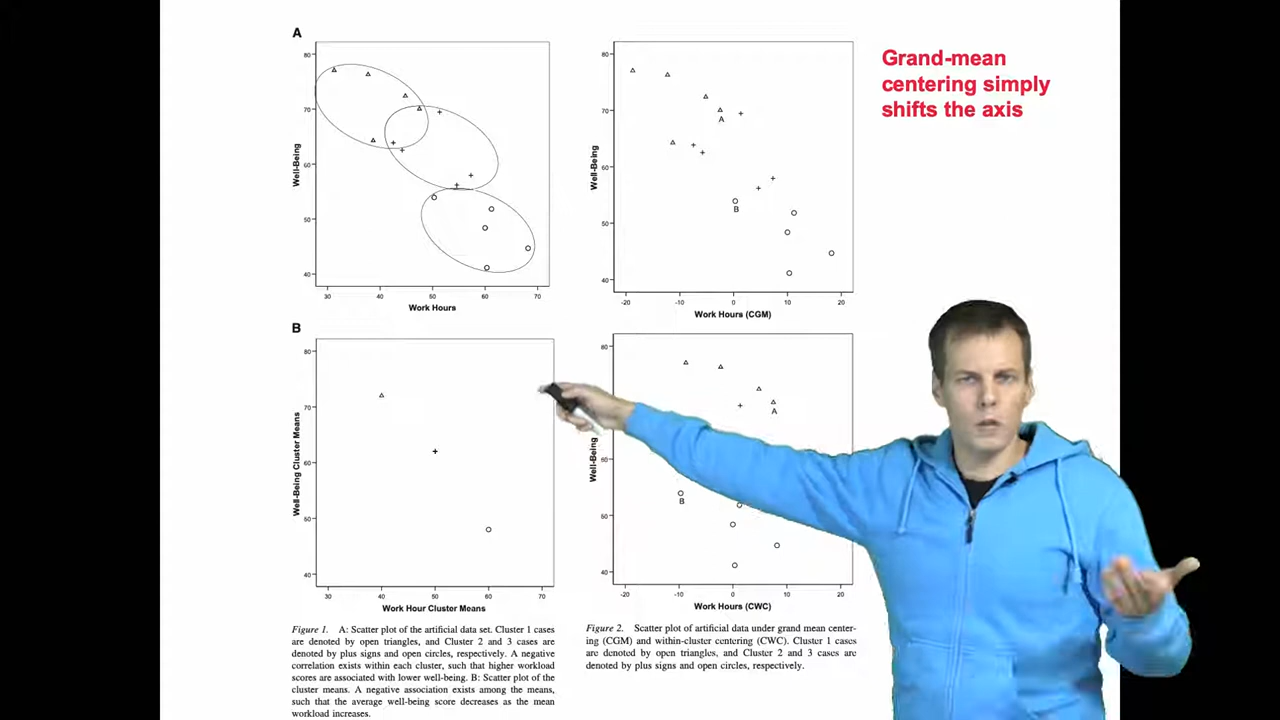 A
80
70
60
50
40
Well-Being
30 40 50 60 70
Work Hours
80
70
60
50
40
Well-Being
A
B
-20 -10 0 10 20
Work Hours (CGM)
Grand-mean
centering simply
shifts the axis
B
80
70
60
50
40
Well-Being Cluster Means
30 40 50 60 70
Work Hour Cluster Means
80
60
50
40
Well-Being
A
B
-20 -10 0 10 20
Work Hours (CWC)
Figure 1. A: Scatter plot of the artificial data set. Cluster 1 cases
are denoted by open triangles, and Cluster 2 and 3 cases are
denoted by plus signs and open circles, respectively. A negative
correlation exists within each cluster, such that higher workload
scores are associated with lower well-being. B: Scatter plot of the
cluster means. A negative association exists among the means,
such that the average well-being score decreases as the mean
workload increases.
Figure 2. Scatter plot of artificial data under grand mean center-
ing (CGM) and within-cluster centering (CWC). Cluster 1 cases
are denoted by open triangles, and Cluster 2 and 3 cases are
denoted by plus signs and open circles, respectively.